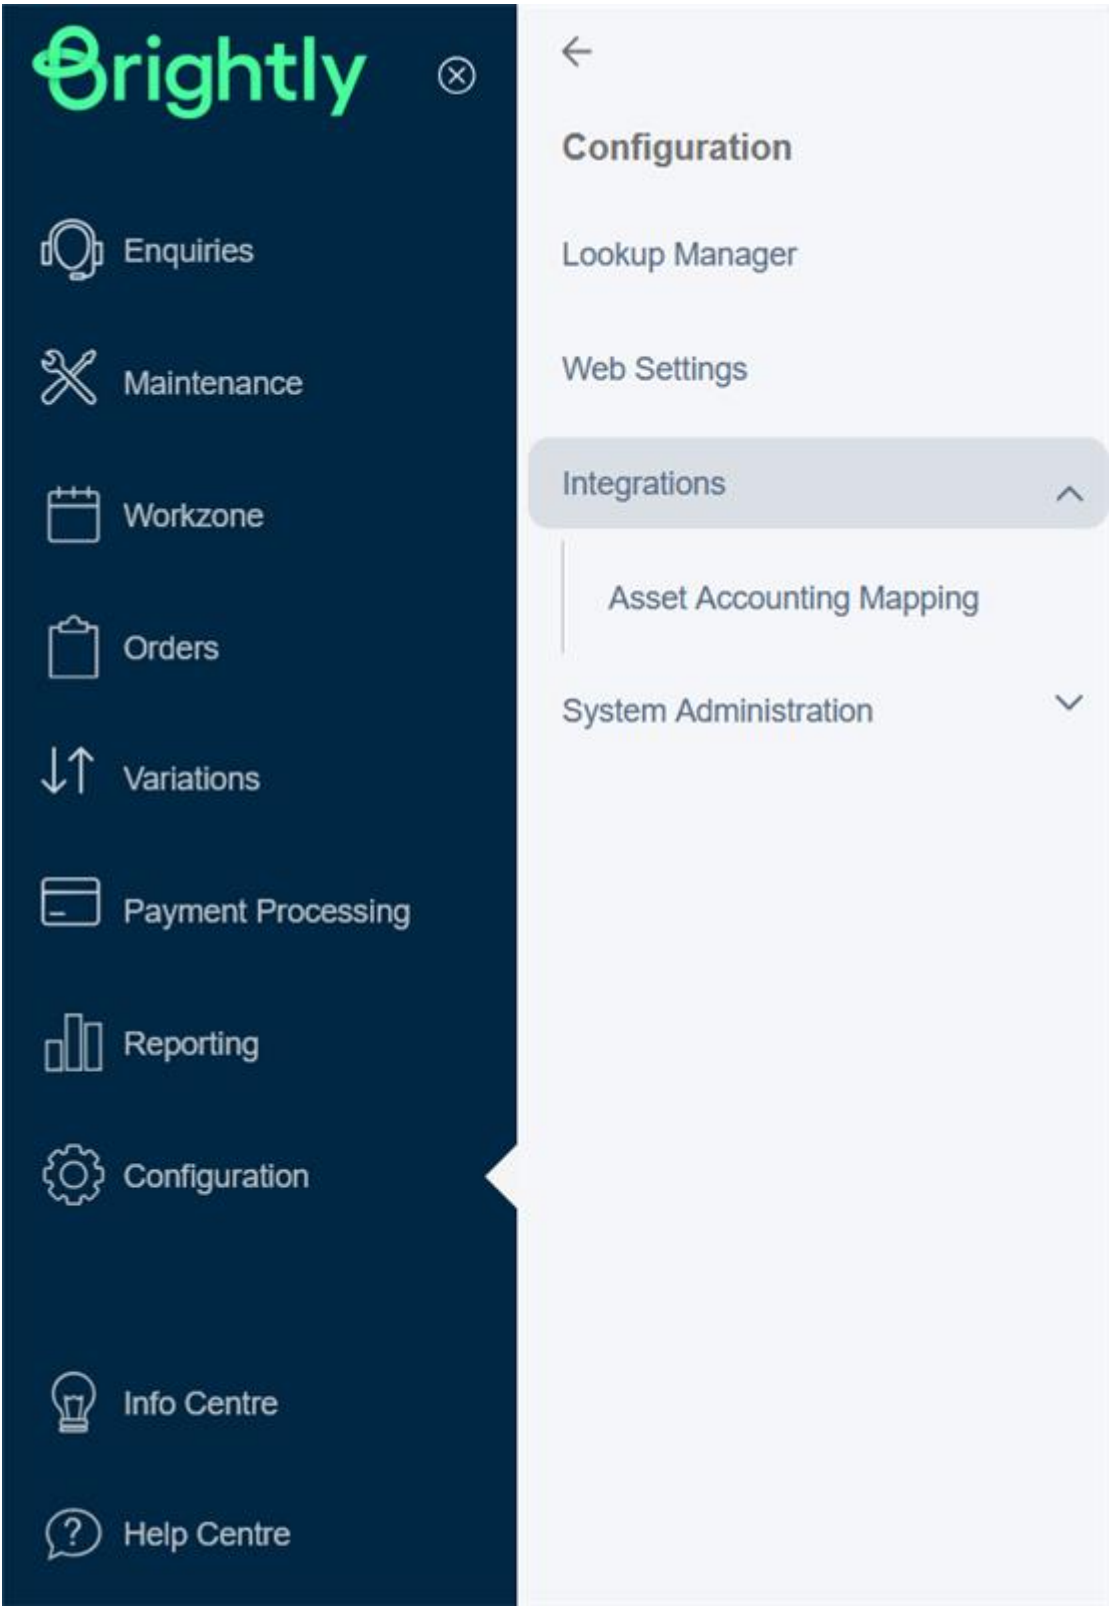 Brightly
Enquiries
Maintenance
Workzone
Orders
Variations
Payment Processing
Reporting
Configuration
Info Centre
Help Centre
Configuration
Lookup Manager
Web Settings
Integrations
Asset Accounting Mapping
System Administration